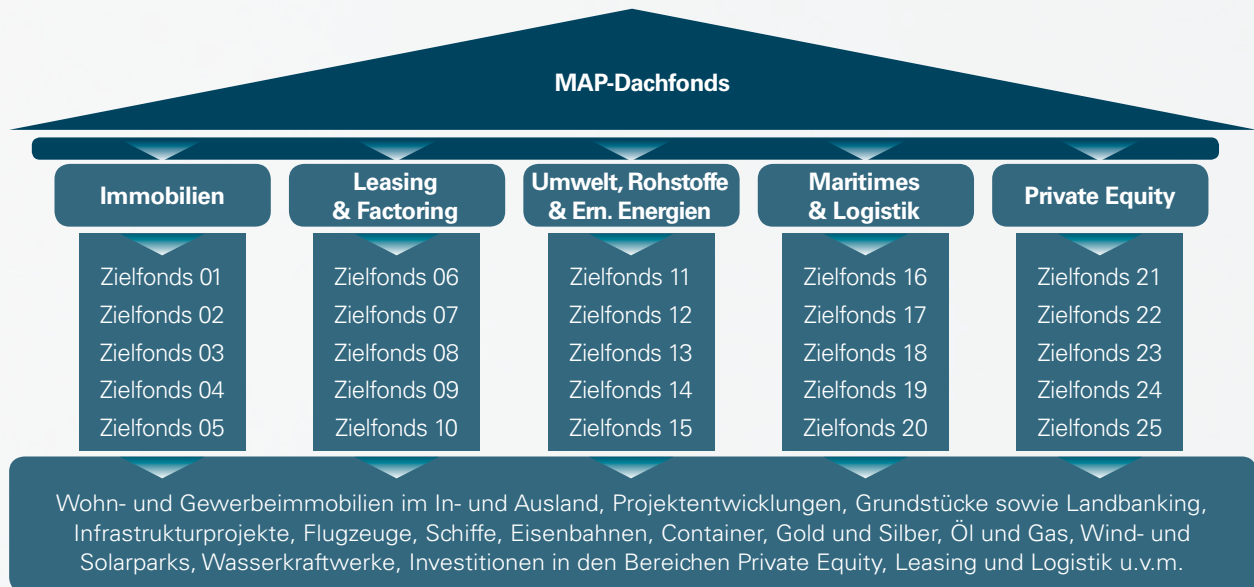 MAP-Dachfonds
Immobilien
Leasing
& Factoring
Umwelt, Rohstoffe
& Ern. Energien
Maritimes
& Logistik
Private Equity
Zielfonds 01
Zielfonds 02
Zielfonds 03
Zielfonds 04
Zielfonds 05
Zielfonds 06
Zielfonds 07
Zielfonds 08
Zielfonds 09
Zielfonds 10
Zielfonds 11
Zielfonds 12
Zielfonds 13
Zielfonds 14
Zielfonds 15
Zielfonds 16
Zielfonds 17
Zielfonds 18
Zielfonds 19
Zielfonds 20
Zielfonds 21
Zielfonds 22
Zielfonds 23
Zielfonds 24
Zielfonds 25
Wohn- und Gewerbeimmobilien im In- und Ausland, Projektentwicklungen, Grundstücke sowie Landbanking,
Infrastrukturprojekte, Flugzeuge, Schiffe, Eisenbahnen, Container, Gold und Silber, Öl und Gas, Wind- und
Solarparks, Wasserkraftwerke, Investitionen in den Bereichen Private Equity, Leasing und Logistik u.v.m.